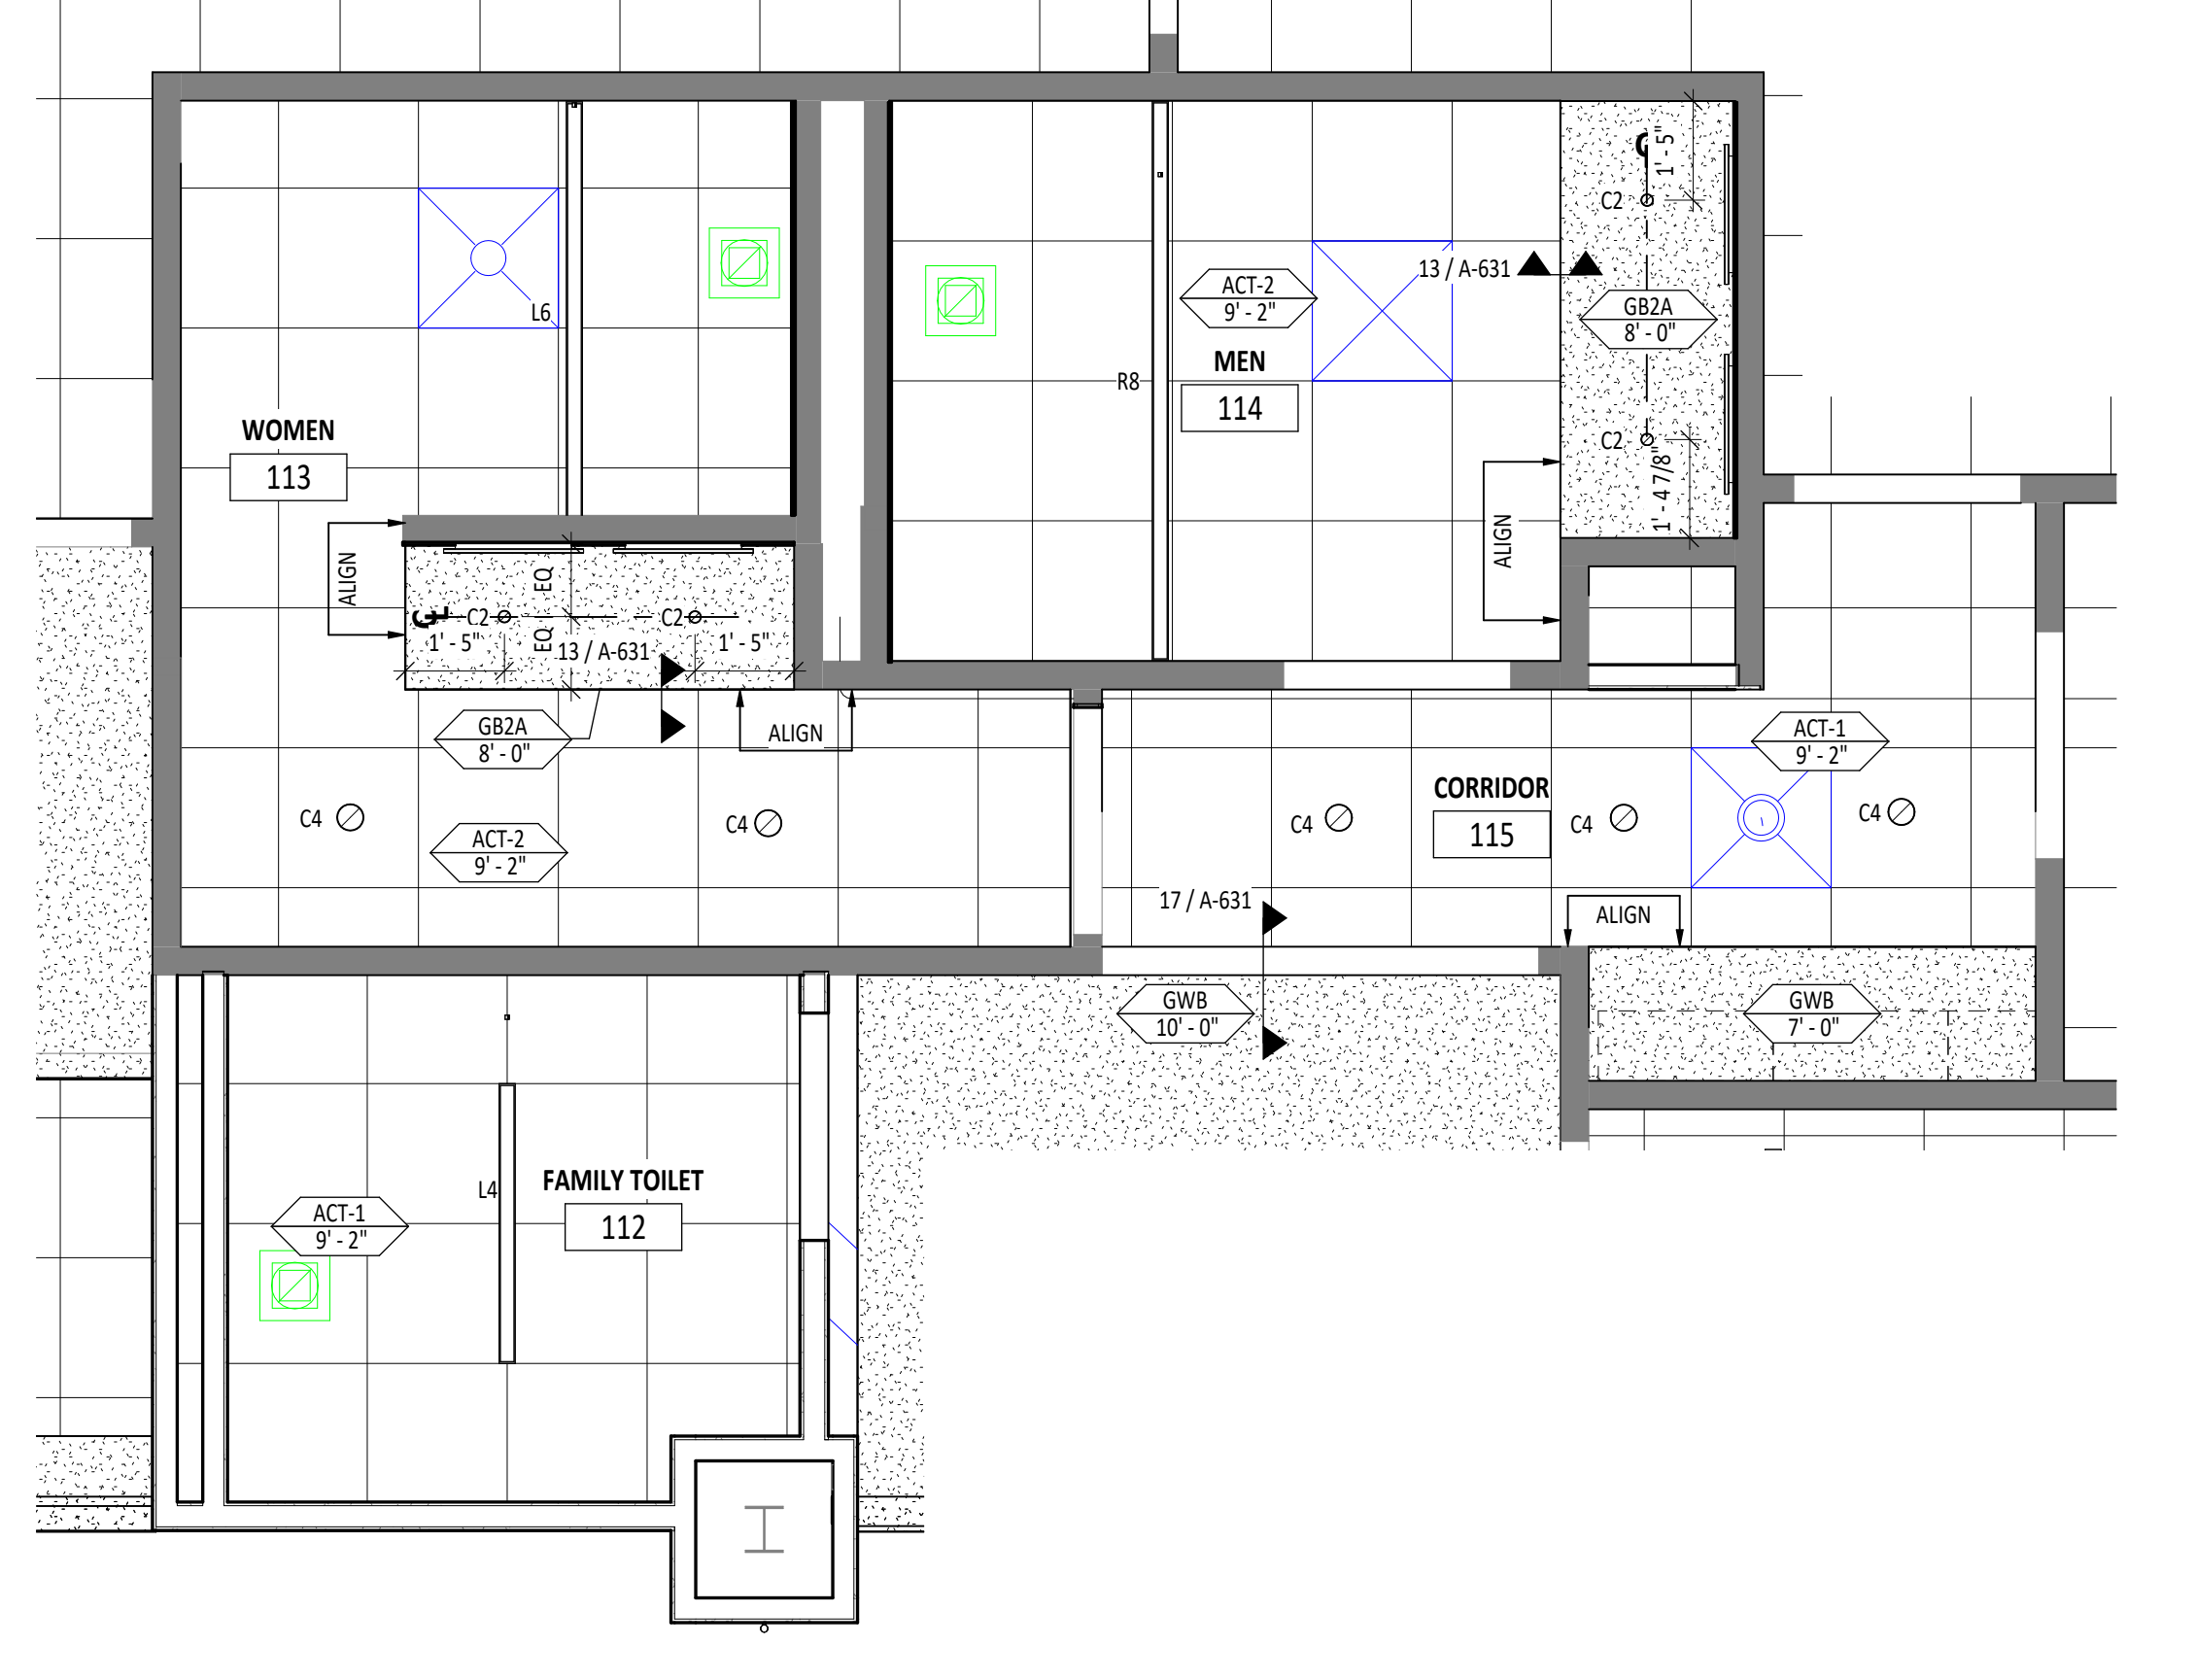 1' - 5"
C2
13 / A-631
ACT-2
9' - 2"
GB2A
8' - 0"
L6
MEN
114
R8
C2
1' - 4 7/8"
WOMEN
113
ALIGN
ALIGN
EQ
C2
C2
EQ
1' - 5"
13 / A-631
1' - 5"
GB2A
8' - 0"
ALIGN
ACT-1
9' - 2"
CORRIDOR
115
C4
C4
C4
C4
C4
ACT-2
9' - 2"
17 / A-631
ALIGN
GWB
10' - 0"
GWB
7' - 0"
FAMILY TOILET
112
L4
ACT-1
9' - 2"